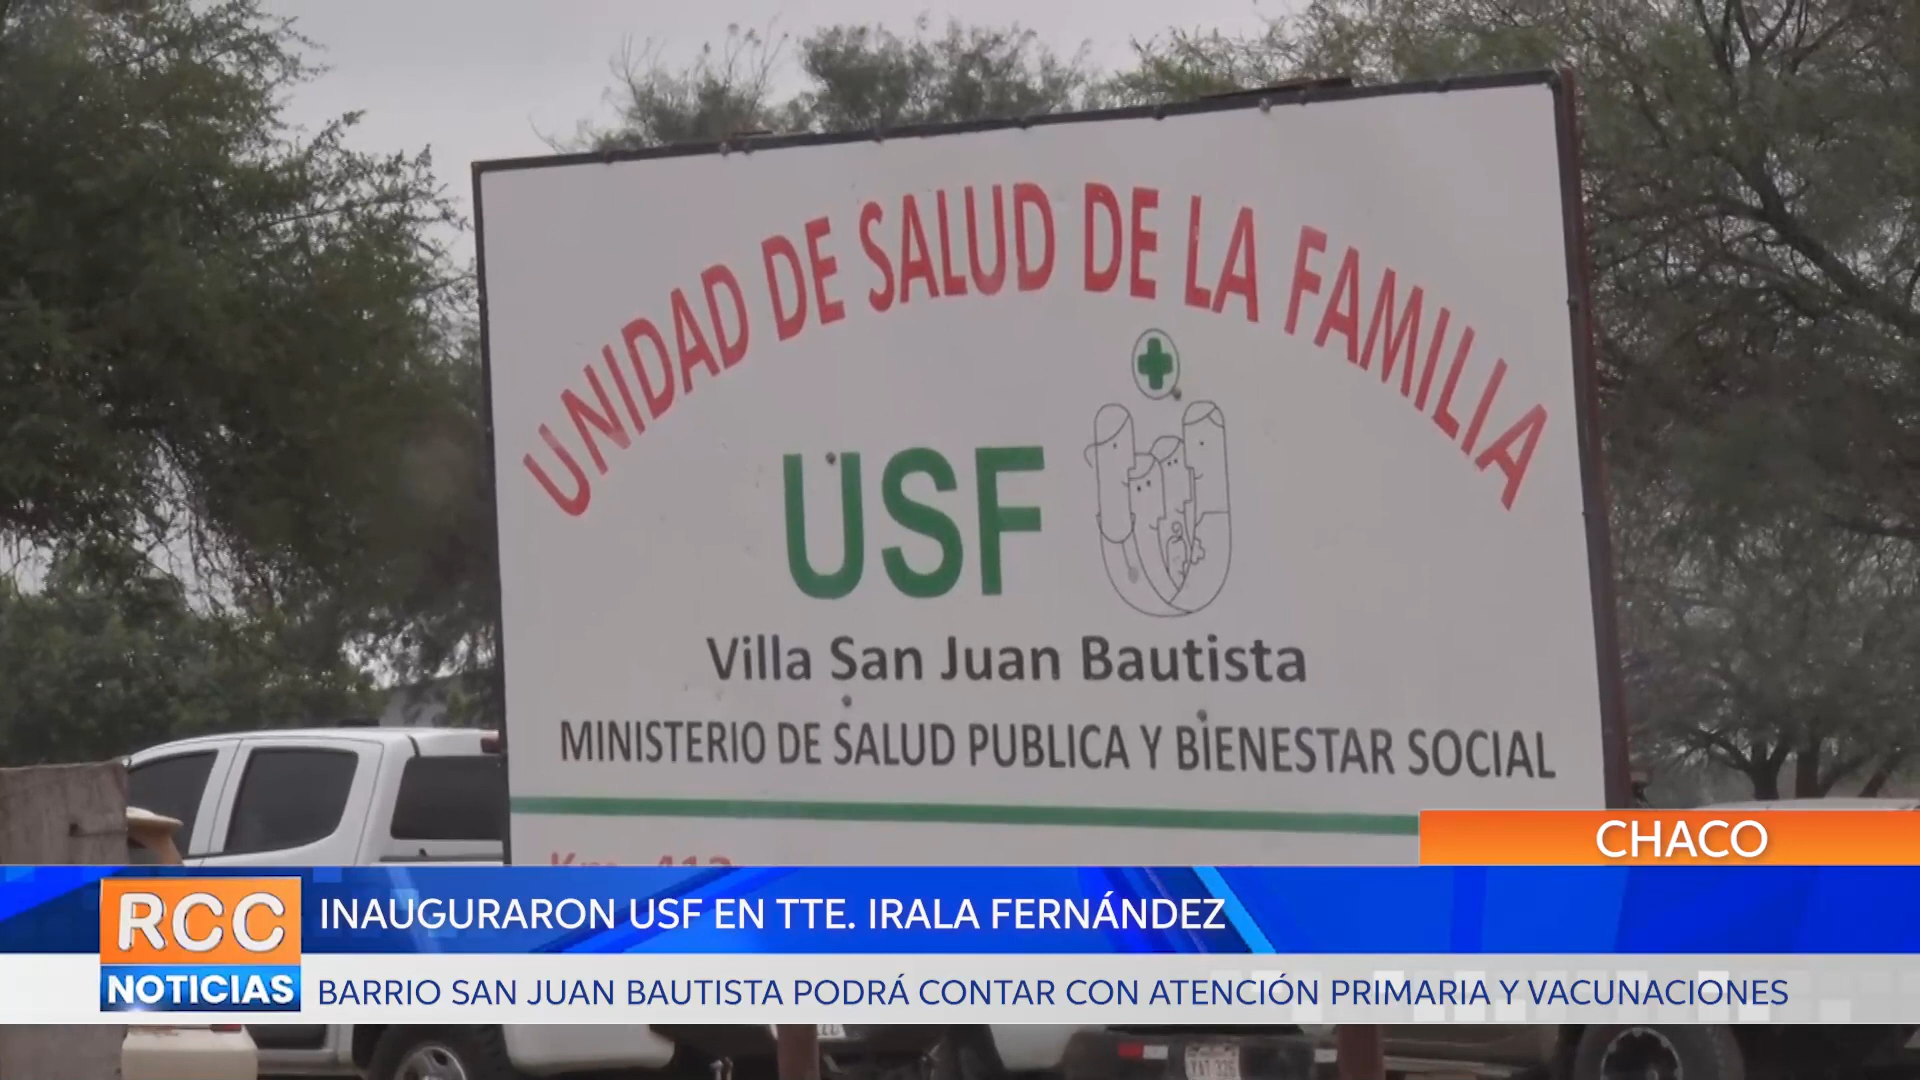 UNIDAD DE SALUD DE LA FAMILIA
USF
Villa San Juan Bautista
MINISTERIO DE SALUD PUBLICA Y BIENESTAR SOCIAL
CHACO
RCC
NOTICIAS
INAUGURARON USF EN TTE. IRALA FERNÁNDEZ
BARRIO SAN JUAN BAUTISTA PODRÁ CONTAR CON ATENCIÓN PRIMARIA Y VACUNACIONES